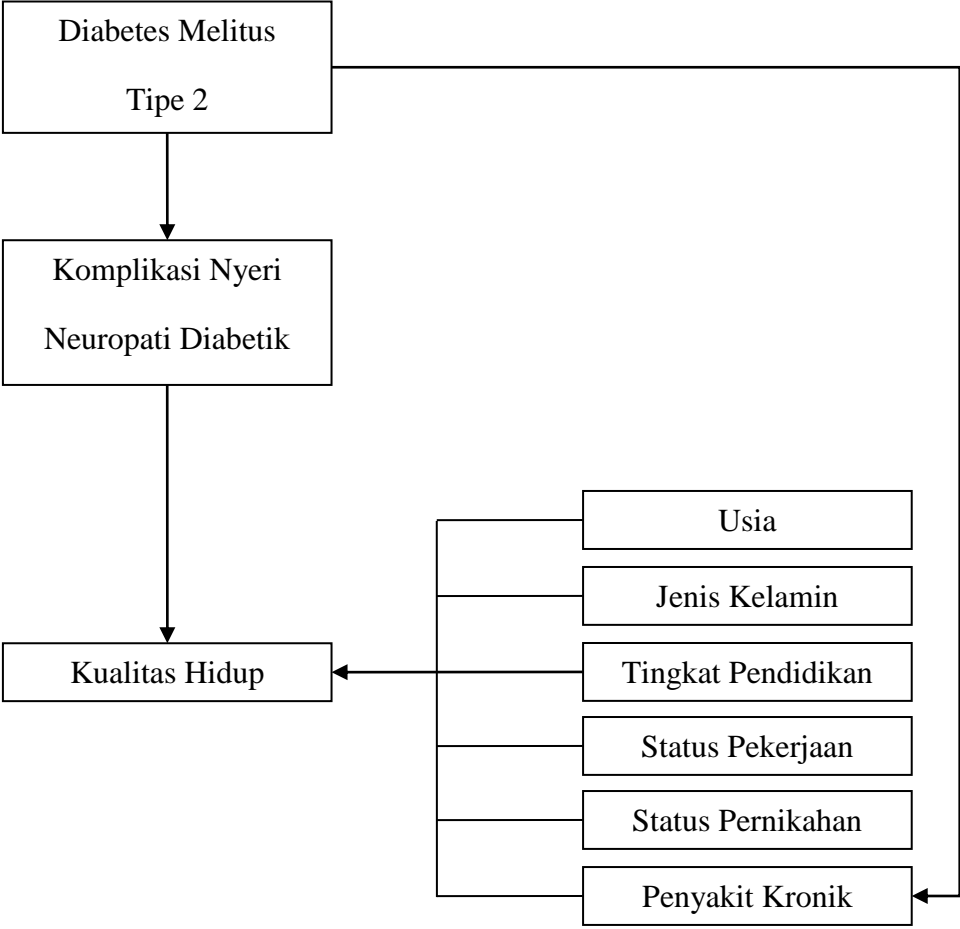 Diabetes Melitus
Tipe 2
Komplikasi Nyeri
Neuropati Diabetik
Usia
Jenis Kelamin
Kualitas Hidup
Tingkat Pendidikan
Status Pekerjaan
Status Pernikahan
Penyakit Kronik